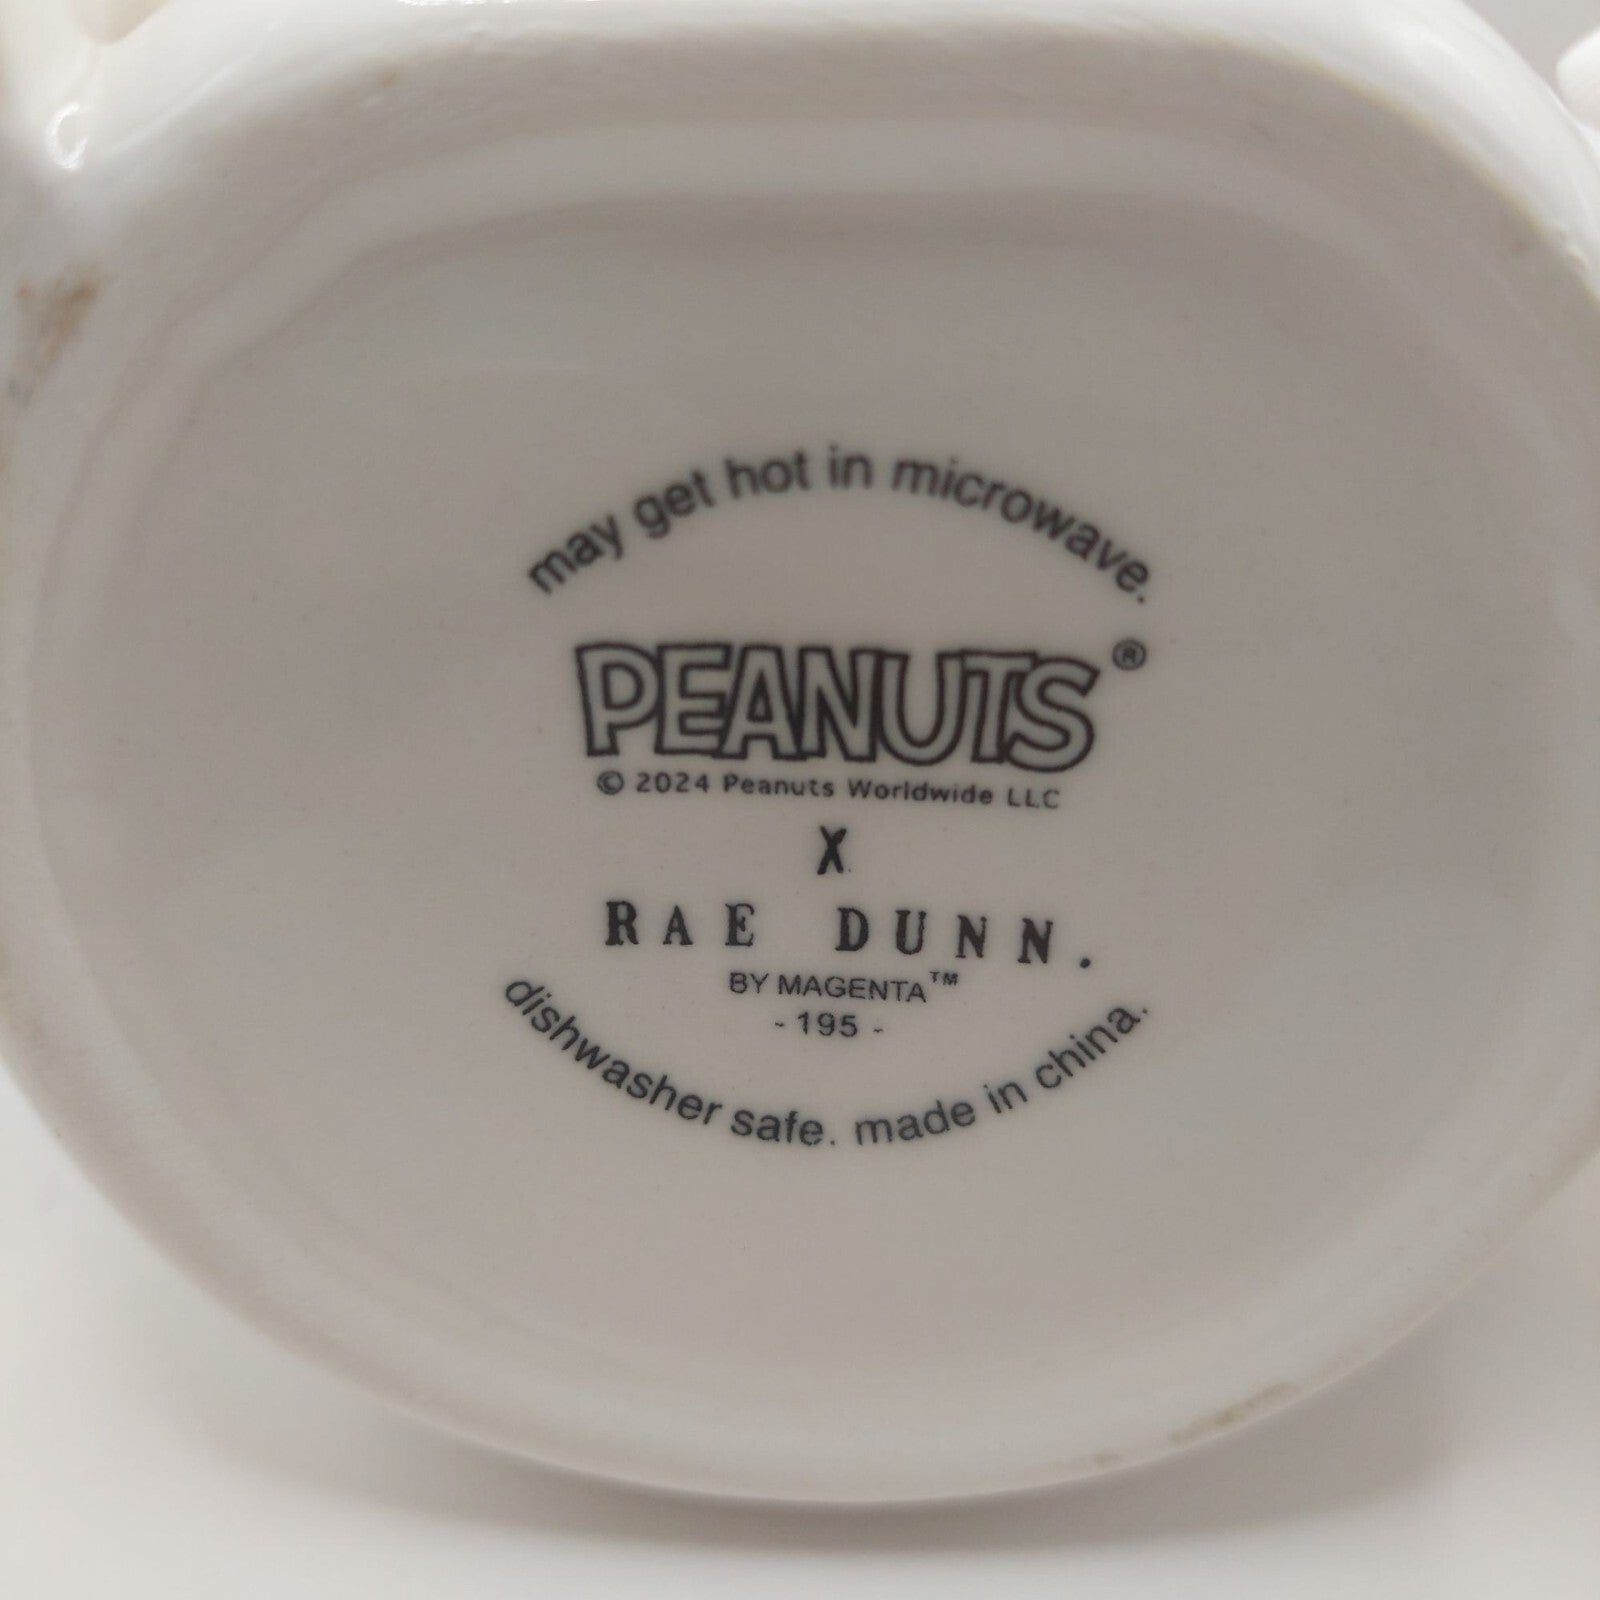 may get hot in microwave.
PEANUTS®
© 2024 Peanuts Worldwide LLC
X
RAE DUNN.
BY MAGENTA™
- 195 -
dishwasher safe. made in china.